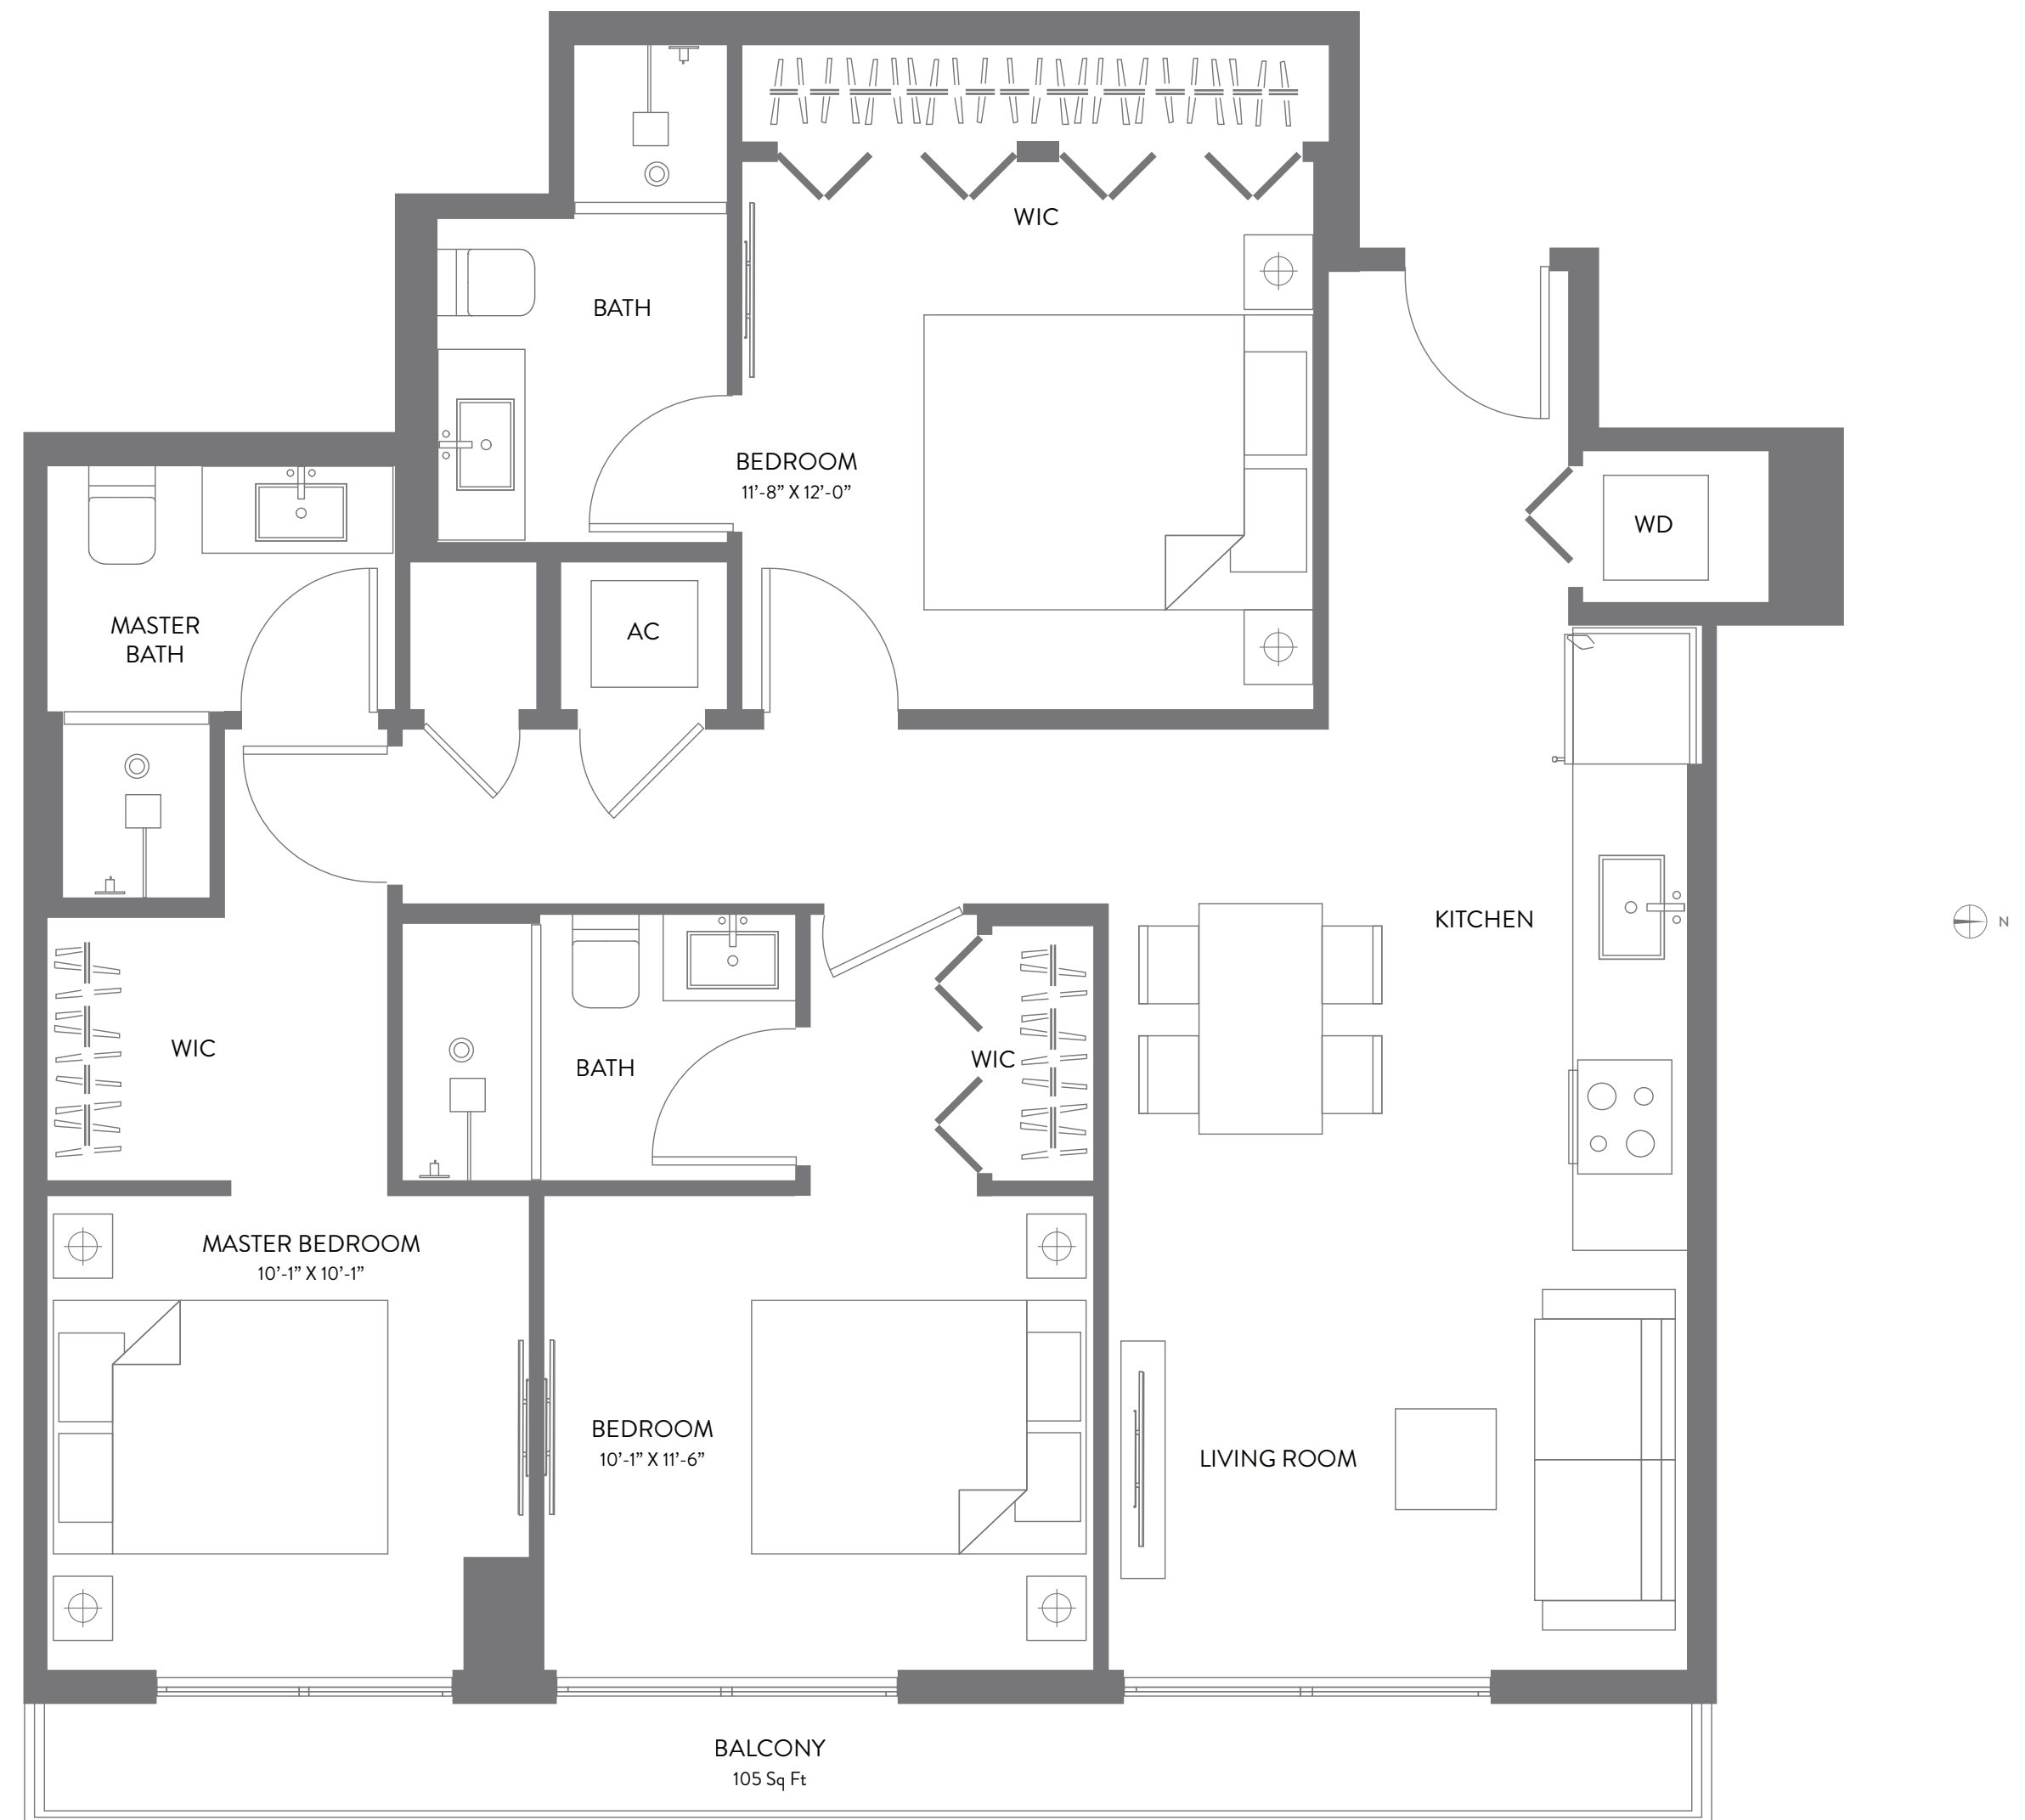 WIC
BATH
BEDROOM
11’-8” X 12’-0”
WD
MASTER
BATH
AC
KITCHEN
N
WIC
BATH
WIC
MASTER BEDROOM
10’-1” X 10’-1”
BEDROOM
10’-1” X 11’-6”
LIVING ROOM
BALCONY
105 Sq Ft